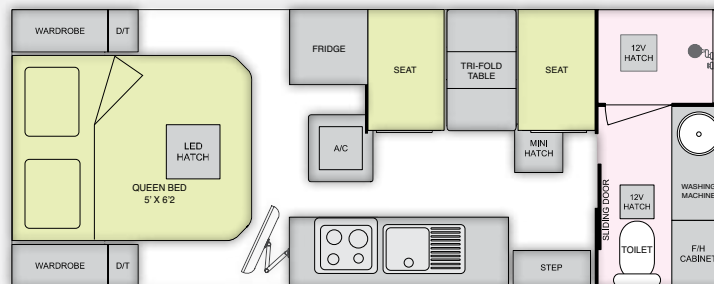 WARDROBE
D/T
FRIDGE
SEAT
TRI-FOLD
TABLE
SEAT
12V
HATCH
LED
HATCH
A/C
MINI
HATCH
QUEEN BED
5' X 6'2
SLIDING DOOR
12V
HATCH
WASHING
MACHINE
TOILET
F/H
CABINET
WARDROBE
D/T
STEP